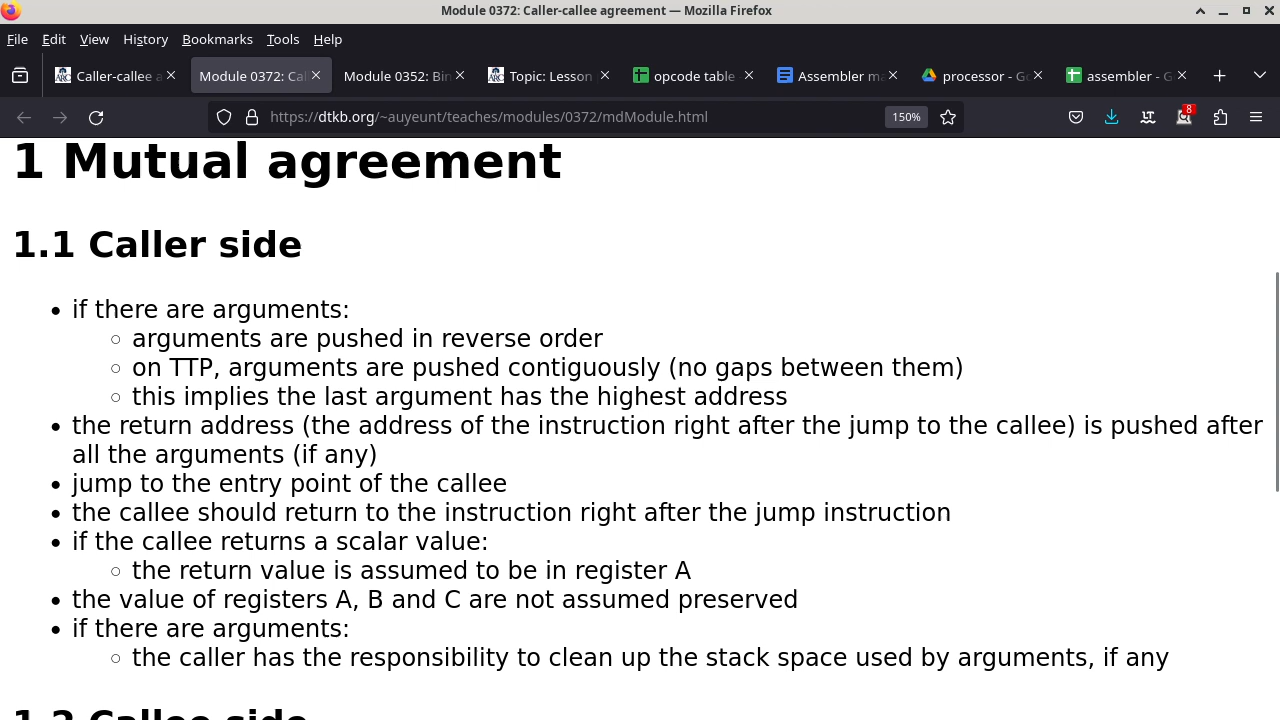 Module 0372: Caller-callee agreement — Mozilla Firefox
File Edit View History Bookmarks Tools Help
Caller-callee a Module 0372: Cal Module 0352: Bin Topic: Lesson opcode table - Assembler ma processor - Go assembler - G
https://dtkb.org/~auyeunt/teaches/modules/0372/mdModule.html 150% 8
1 Mutual agreement
1.1 Caller side
• if there are arguments:
◦ arguments are pushed in reverse order
◦ on TTP, arguments are pushed contiguously (no gaps between them)
◦ this implies the last argument has the highest address
• the return address (the address of the instruction right after the jump to the callee) is pushed after
all the arguments (if any)
• jump to the entry point of the callee
• the callee should return to the instruction right after the jump instruction
• if the callee returns a scalar value:
◦ the return value is assumed to be in register A
• the value of registers A, B and C are not assumed preserved
• if there are arguments:
◦ the caller has the responsibility to clean up the stack space used by arguments, if any
1.2 Callee side